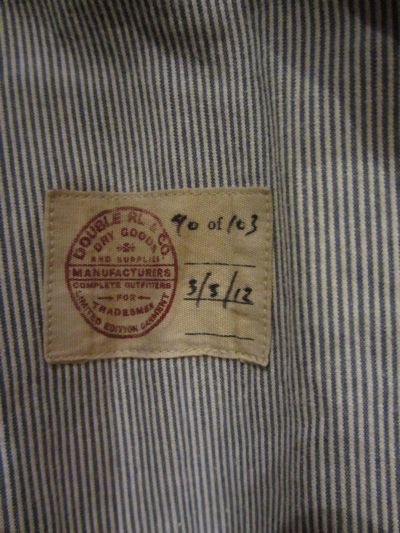 DOUBLE RL & CO
DRY GOODS
AND SUPPLIES
MANUFACTURERS
COMPLETE OUTFITTERS
FOR
TRADESMEN
LIMITED EDITION GARMENT
90 of 103
3/3/12